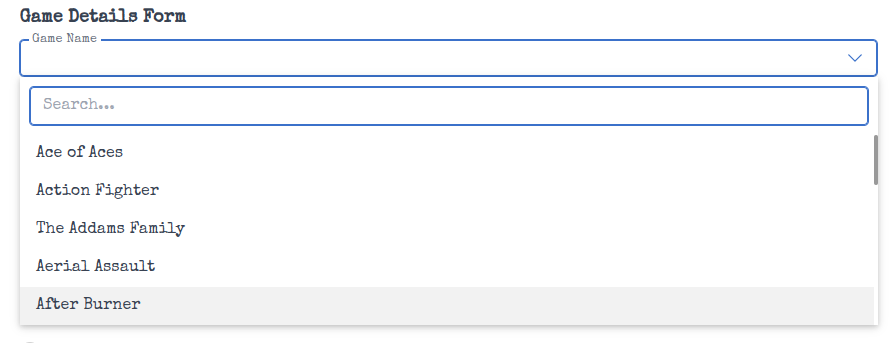 Game Details Form
Game Name
Search...
Ace of Aces
Action Fighter
The Addams Family
Aerial Assault
After Burner